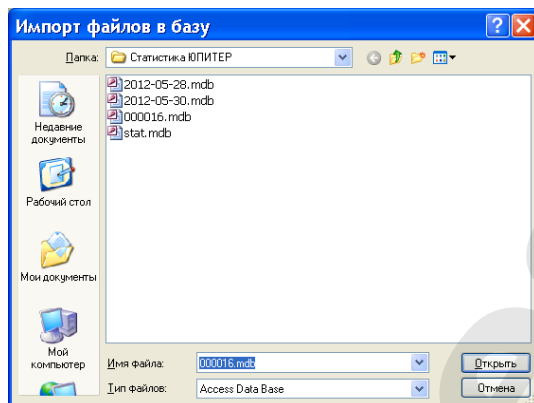 Импорт файлов в базу
Папка: Статистика ЮПИТЕР
2012-05-28.mdb
2012-05-30.mdb
000016.mdb
stat.mdb
Недавние
документы
Рабочий стол
Мои документы
Мой
компьютер
Имя файла: 000016.mdb Открыть
Тип файлов: Access Data Base Отмена